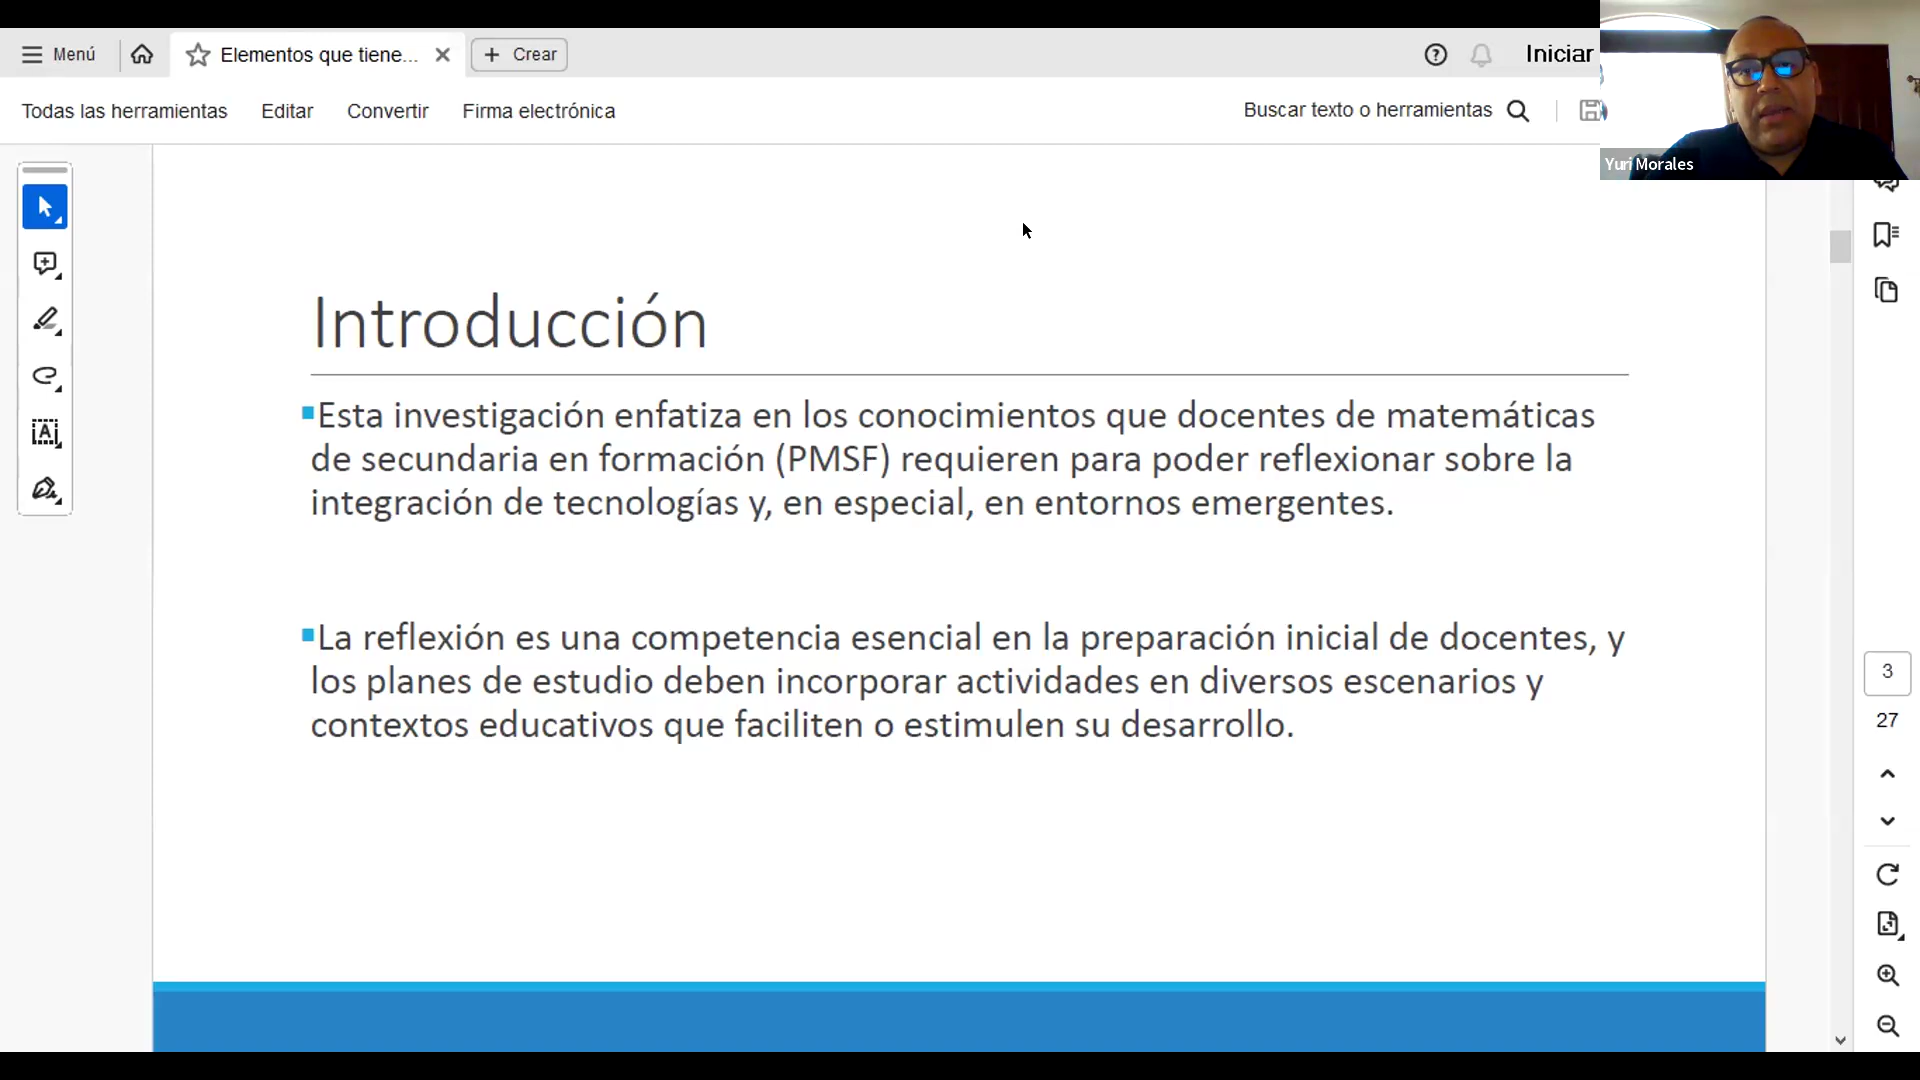 Menú
Elementos que tiene...
Crear
Iniciar
Todas las herramientas
Editar
Convertir
Firma electrónica
Buscar texto o herramientas
Yuri Morales
Introducción
Esta investigación enfatiza en los conocimientos que docentes de matemáticas
de secundaria en formación (PMSF) requieren para poder reflexionar sobre la
integración de tecnologías y, en especial, en entornos emergentes.
La reflexión es una competencia esencial en la preparación inicial de docentes, y
los planes de estudio deben incorporar actividades en diversos escenarios y
contextos educativos que faciliten o estimulen su desarrollo.
3
27